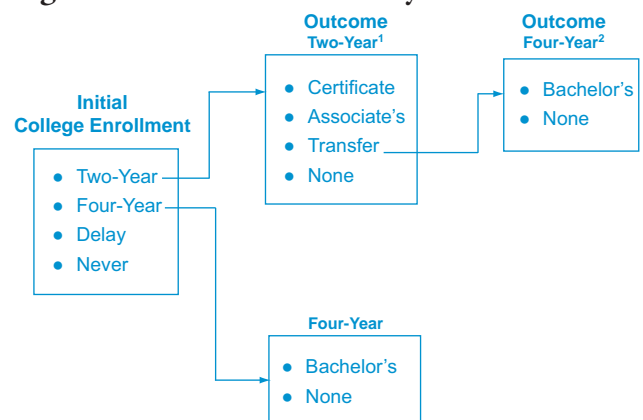 Outcome
Two-Year¹
● Certificate
● Associate's
● Transfer
● None
Outcome
Four-Year²
● Bachelor's
● None
Initial
College Enrollment
● Two-Year
● Four-Year
● Delay
● Never
Four-Year
● Bachelor's
● None